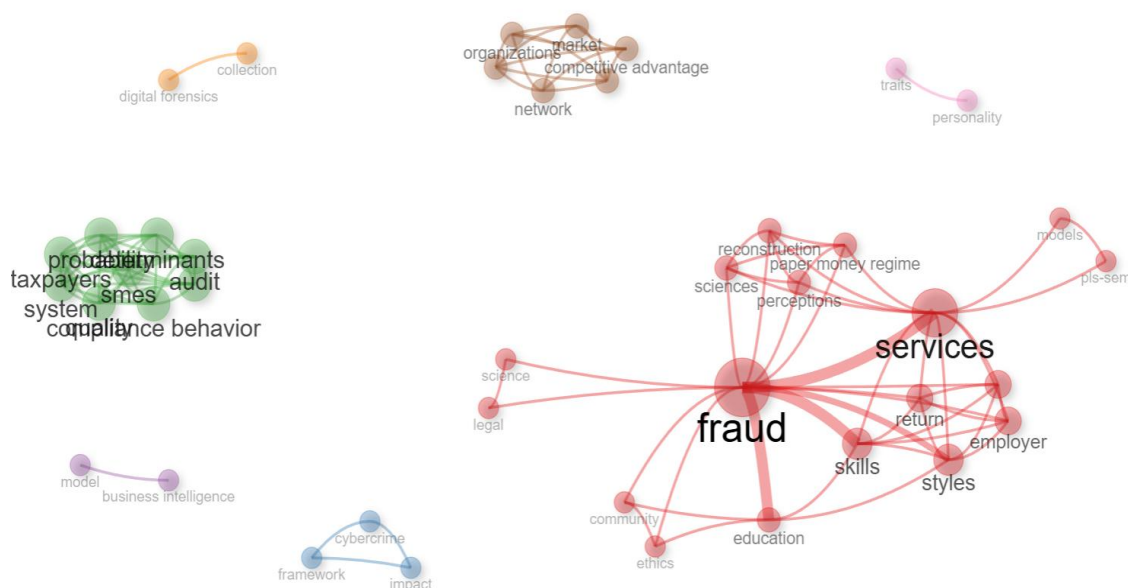 collection
digital forensics
organizations
market
competitive advantage
network
traits
personality
probability
determinants
taxpayers
smes
audit
system
compliance behavior
quality
reconstruction
paper money regime
sciences
perceptions
models
pls-sem
services
science
legal
fraud
return
employer
skills
styles
community
education
ethics
model
business intelligence
cybercrime
framework
impact